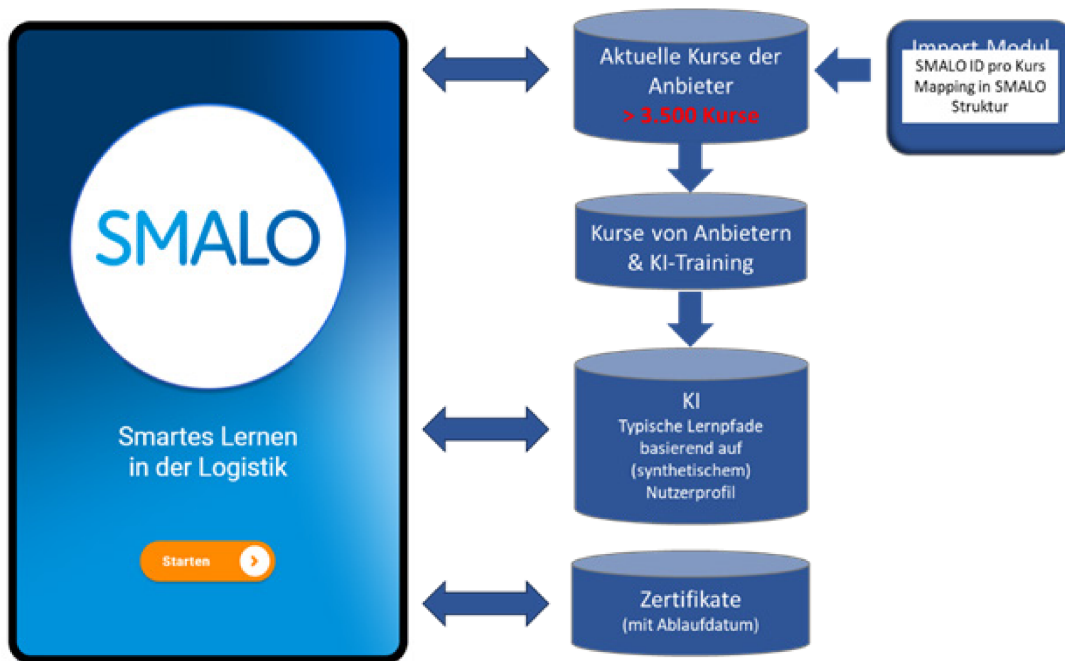 SMALO
Smartes Lernen
in der Logistik
Starten
Aktuelle Kurse der
Anbieter
> 3.500 Kurse
Import Modul
SMALO ID pro Kurs
Mapping in SMALO
Struktur
Kurse von Anbietern
& KI-Training
KI
Typische Lernpfade
basierend auf
(synthetischem)
Nutzerprofil
Zertifikate
(mit Ablaufdatum)